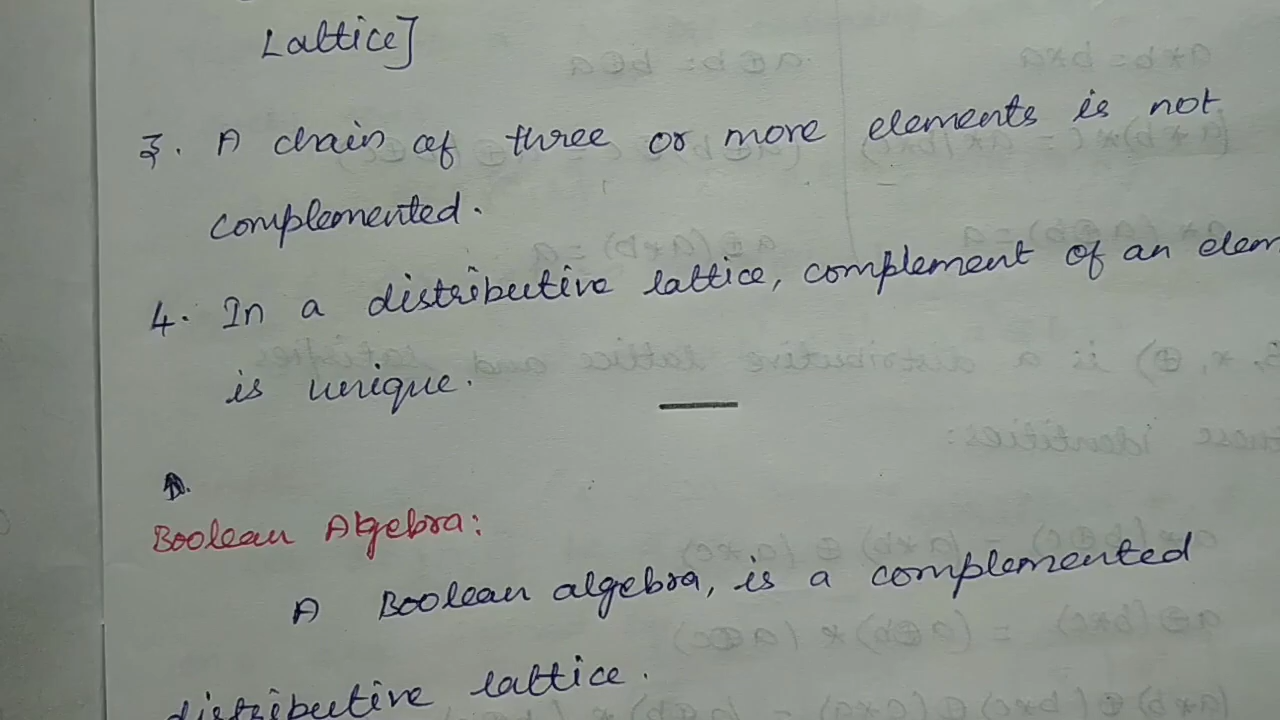 Lattice]
3. A chain of three or more elements is not
complemented.
4. In a distributive lattice, complement of an elem
is unique.
Boolean Algebra:
A Boolean algebra, is a complemented
distributive lattice.